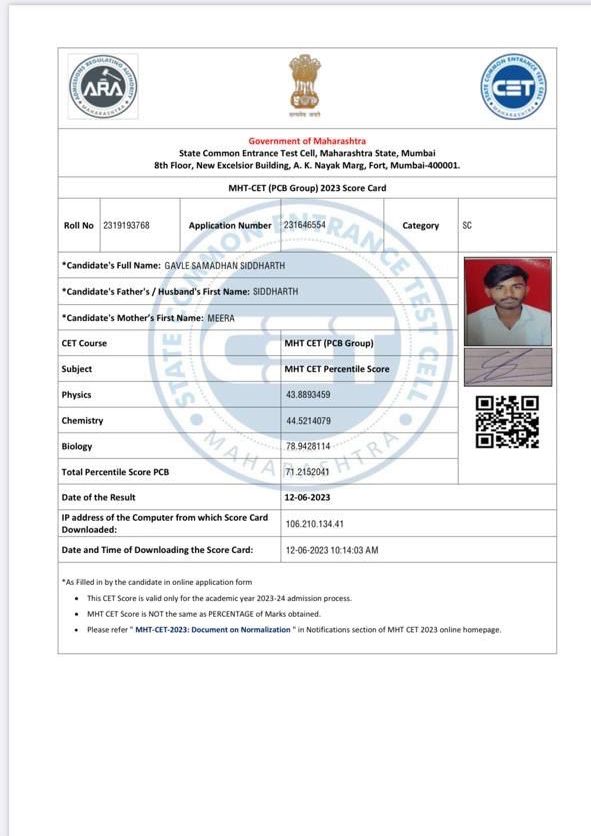 ADMISSIONS REGULATING AUTHORITY
ARA
MAHARASHTRA
सत्यमेव जयते
STATE COMMON ENTRANCE TEST CELL
CET
MAHARASHTRA
Government of Maharashtra
State Common Entrance Test Cell, Maharashtra State, Mumbai
8th Floor, New Excelsior Building, A. K. Nayak Marg, Fort, Mumbai-400001.
MHT-CET (PCB Group) 2023 Score Card
Roll No 2319193768 Application Number 231646554 Category SC
*Candidate's Full Name: GAVLE SAMADHAN SIDDHARTH
*Candidate's Father's / Husband's First Name: SIDDHARTH
*Candidate's Mother's First Name: MEERA
CET Course MHT CET (PCB Group)
Subject MHT CET Percentile Score
Physics 43.8893459
Chemistry 44.5214079
Biology 78.9428114
Total Percentile Score PCB 71.2152041
STATE COMMON ENTRANCE TEST CELL
MAHARASHTRA
Date of the Result 12-06-2023
IP address of the Computer from which Score Card
Downloaded: 106.210.134.41
Date and Time of Downloading the Score Card: 12-06-2023 10:14:03 AM
*As Filled in by the candidate in online application form
• This CET Score is valid only for the academic year 2023-24 admission process.
• MHT CET Score is NOT the same as PERCENTAGE of Marks obtained.
• Please refer " MHT-CET-2023: Document on Normalization " in Notifications section of MHT CET 2023 online homepage.